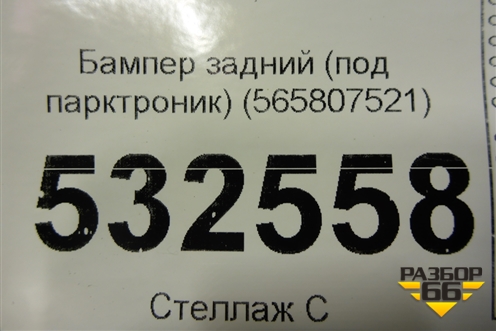 Бампер задний (под
парктроник) (565807521)
532558
Стеллаж С
РАЗБОР
66